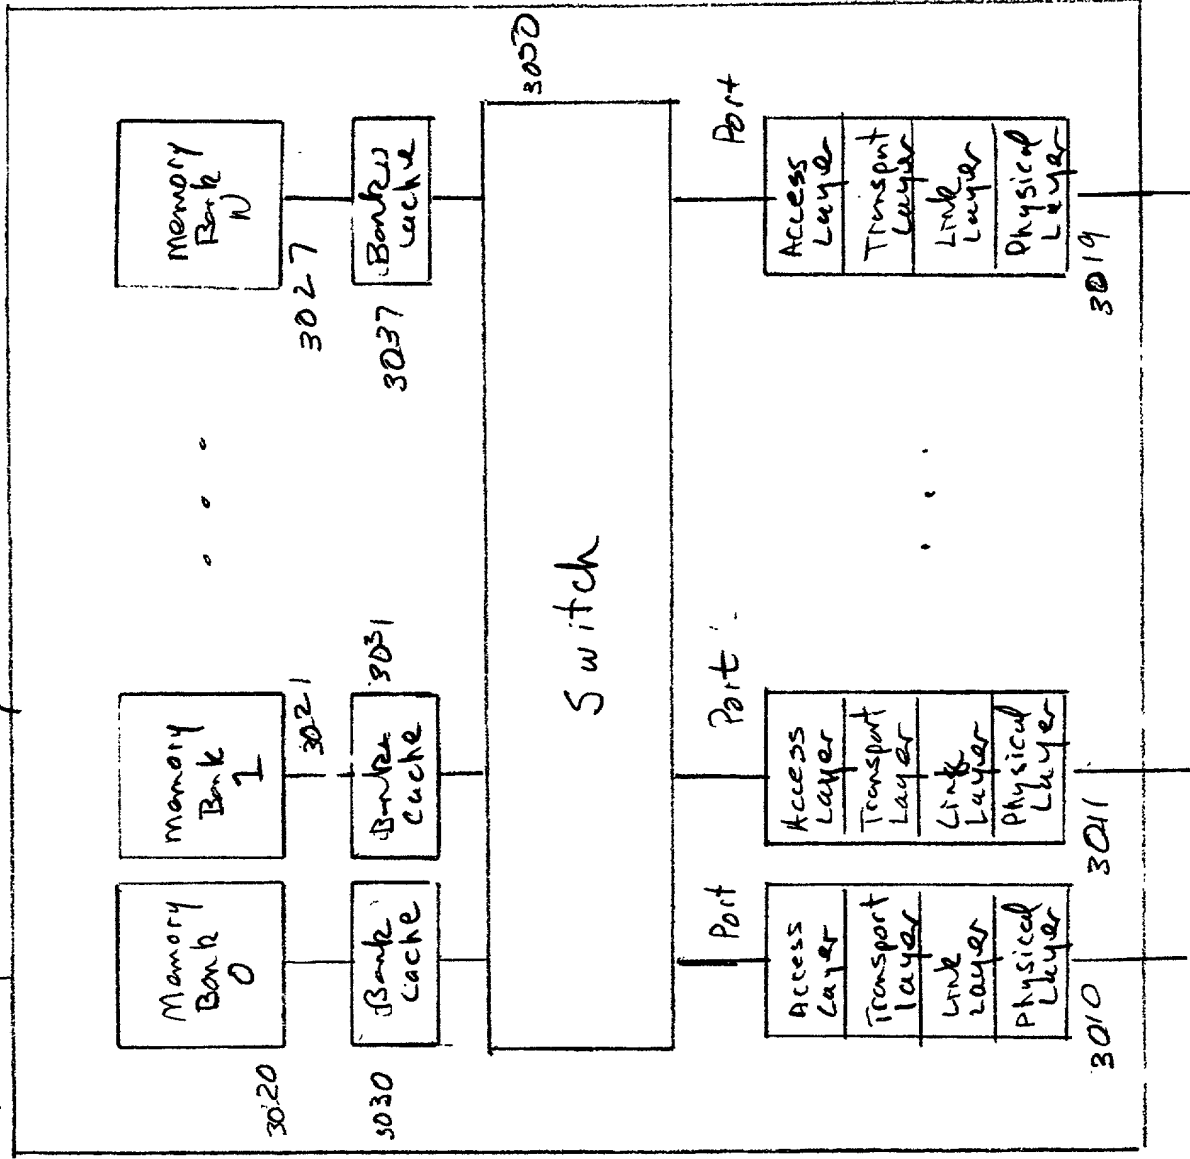 Memory
Bank
0
3020
Memory
Bank
1
3021
Memory
Bank
N
3027
Bank
Cache
3030
Bank
Cache
3031
Bank
Cache
3037
Switch
3050
Port
Access
Layer
Transport
Layer
Link
Layer
Physical
Layer
3010
Port
Access
Layer
Transport
Layer
Link
Layer
Physical
Layer
3011
Port
Access
Layer
Transport
Layer
Link
Layer
Physical
Layer
3019